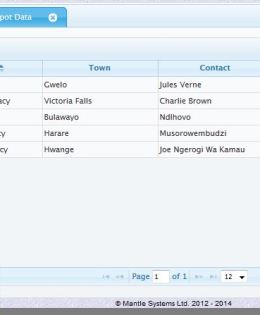 pot Data
Town Contact
Gwelo Jules Verne
acy Victoria Falls Charlie Brown
Bulawayo Ndlhovo
cy Harare Musorowembudzi
cy Hwange Joe Ngerogi Wa Kamau
Page 1 of 1 12
© Mantle Systems Ltd. 2012 - 2014